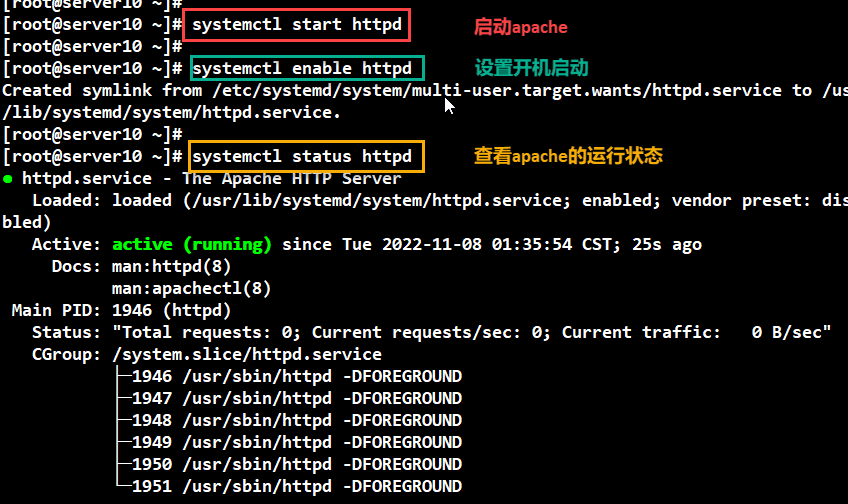 [root@server10 ~]#
[root@server10 ~]# systemctl start httpd 启动apache
[root@server10 ~]#
[root@server10 ~]# systemctl enable httpd 设置开机启动
Created symlink from /etc/systemd/system/multi-user.target.wants/httpd.service to /us
/lib/systemd/system/httpd.service.
[root@server10 ~]#
[root@server10 ~]# systemctl status httpd 查看apache的运行状态
● httpd.service - The Apache HTTP Server
   Loaded: loaded (/usr/lib/systemd/system/httpd.service; enabled; vendor preset: dis
bled)
   Active: active (running) since Tue 2022-11-08 01:35:54 CST; 25s ago
     Docs: man:httpd(8)
           man:apachectl(8)
 Main PID: 1946 (httpd)
   Status: "Total requests: 0; Current requests/sec: 0; Current traffic:   0 B/sec"
   CGroup: /system.slice/httpd.service
           ├─1946 /usr/sbin/httpd -DFOREGROUND
           ├─1947 /usr/sbin/httpd -DFOREGROUND
           ├─1948 /usr/sbin/httpd -DFOREGROUND
           ├─1949 /usr/sbin/httpd -DFOREGROUND
           ├─1950 /usr/sbin/httpd -DFOREGROUND
           └─1951 /usr/sbin/httpd -DFOREGROUND